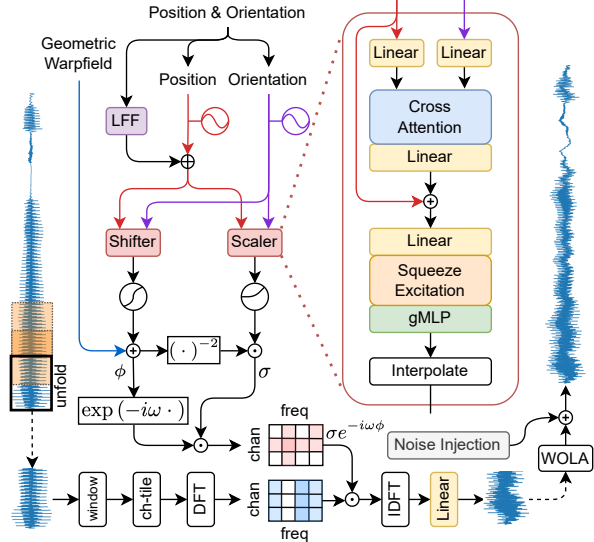 Position & Orientation
Geometric
Warpfield
Position
Orientation
LFF
Shifter
Scaler
( · )⁻²
ϕ
σ
exp (−iω · )
unfold
Linear
Linear
Cross
Attention
Linear
Linear
Squeeze
Excitation
gMLP
Interpolate
freq
chan
σe^{−iωϕ}
Noise Injection
WOLA
window
ch-tile
DFT
chan
freq
IDFT
Linear